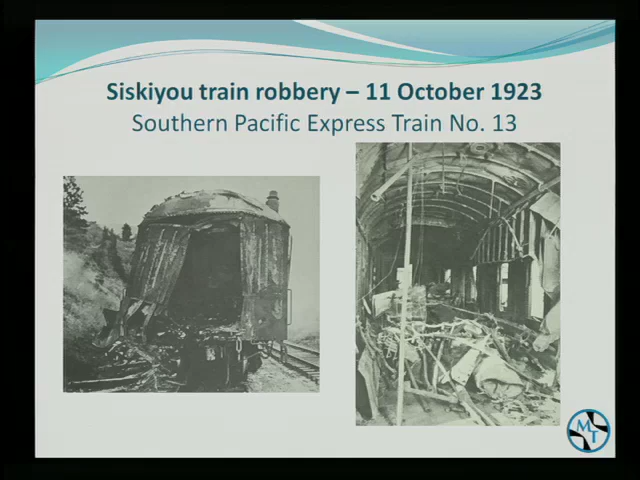 Siskiyou train robbery – 11 October 1923
Southern Pacific Express Train No. 13
M
T